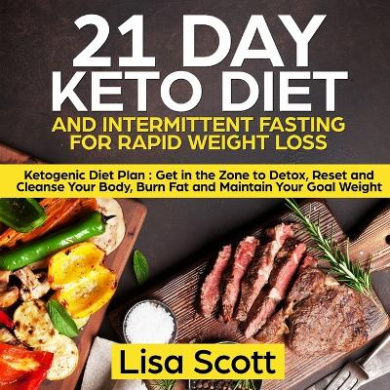 21 DAY
KETO DIET
AND INTERMITTENT FASTING
FOR RAPID WEIGHT LOSS
Ketogenic Diet Plan : Get in the Zone to Detox, Reset and
Cleanse Your Body, Burn Fat and Maintain Your Goal Weight
Lisa Scott